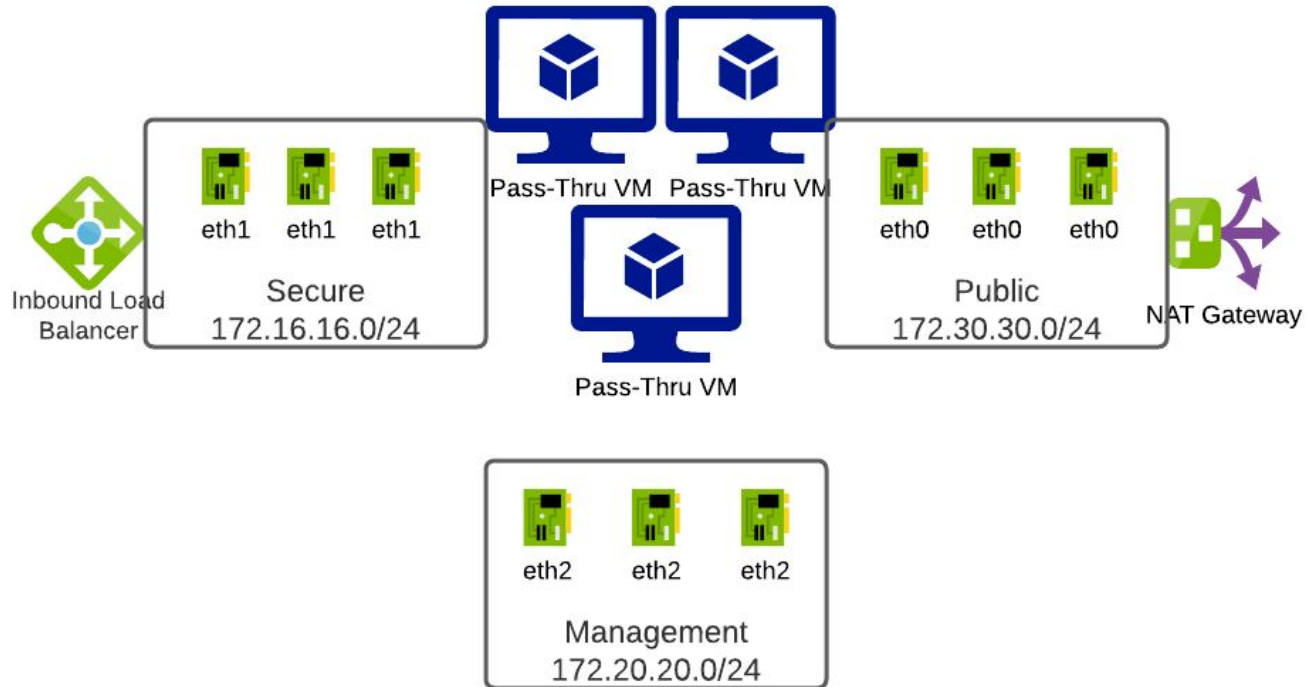 Pass-Thru VM
Pass-Thru VM
eth1
eth1
eth1
Secure
172.16.16.0/24
Inbound Load
Balancer
Pass-Thru VM
eth0
eth0
eth0
Public
172.30.30.0/24
NAT Gateway
eth2
eth2
eth2
Management
172.20.20.0/24